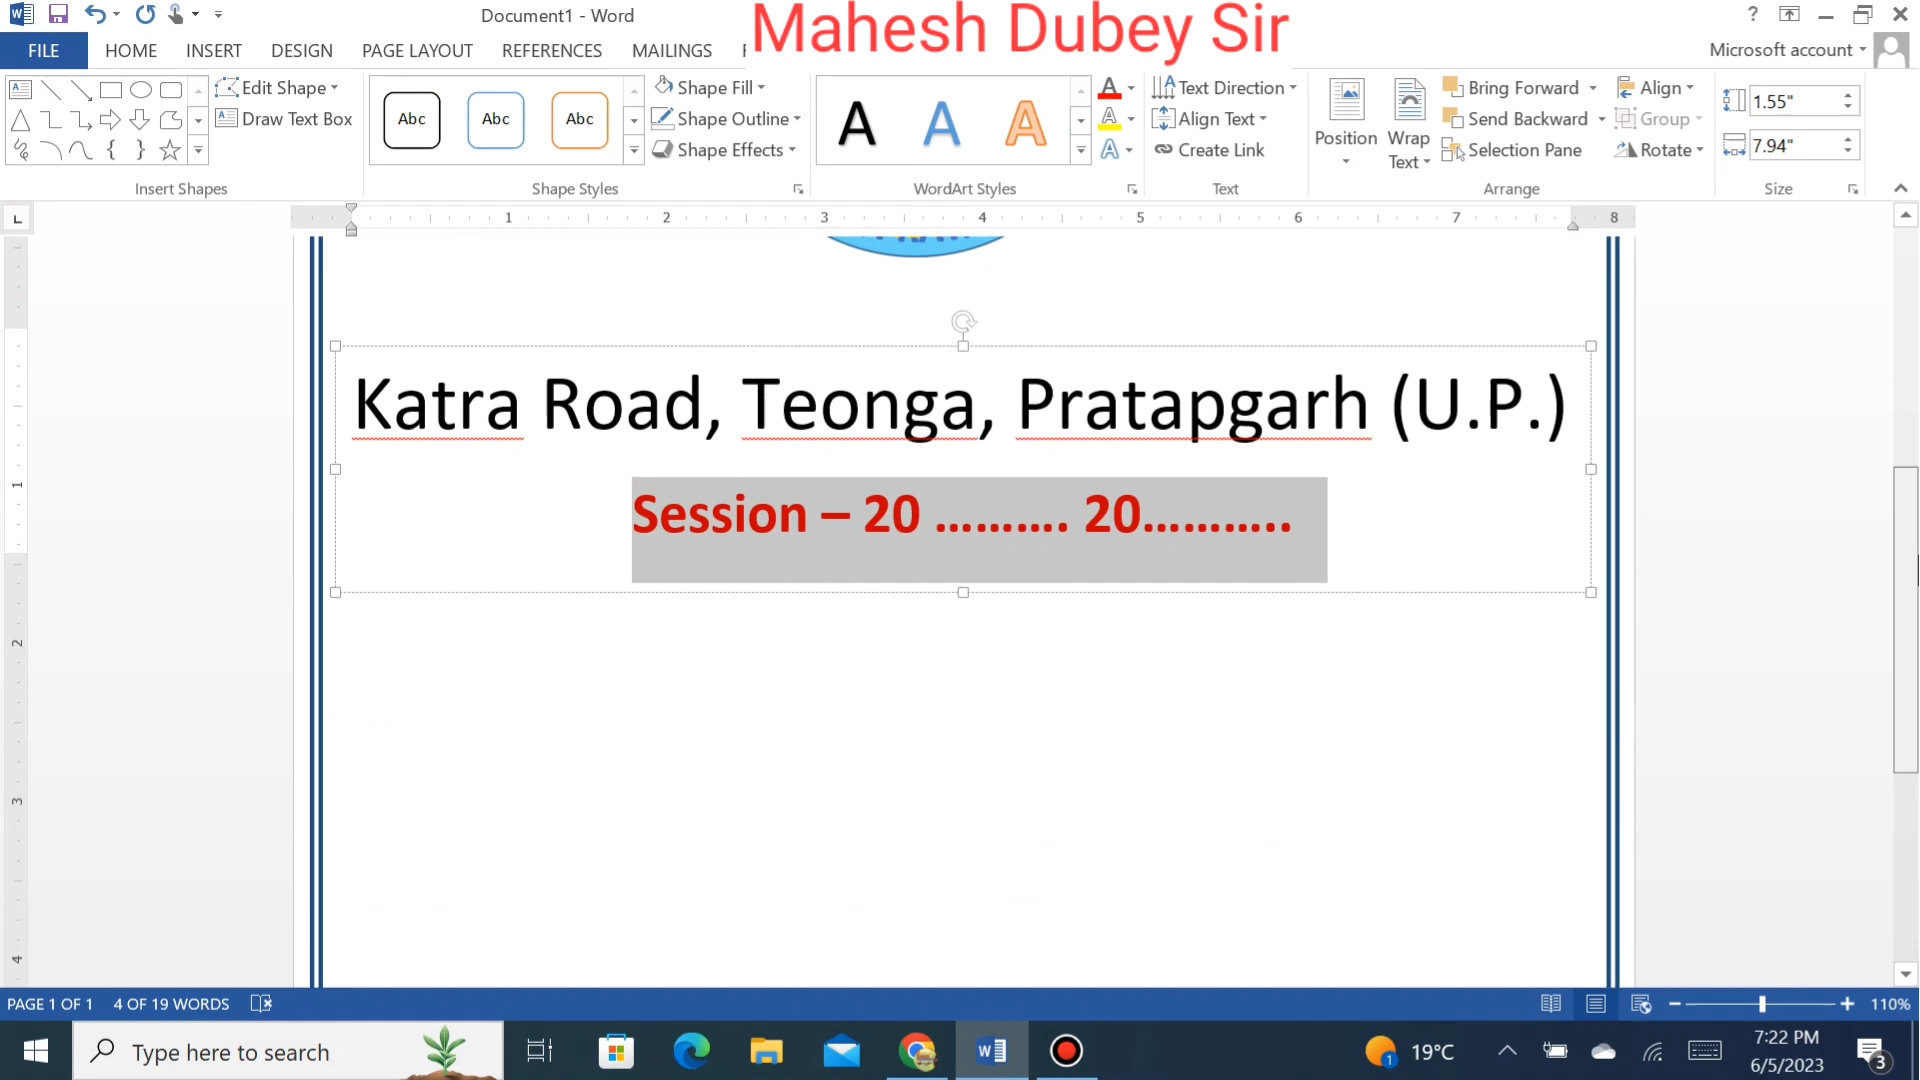 Document1 - Word
Mahesh Dubey Sir
?
FILE HOME INSERT DESIGN PAGE LAYOUT REFERENCES MAILINGS
Microsoft account
Edit Shape
Draw Text Box
Insert Shapes
Abc Abc Abc
Shape Fill
Shape Outline
Shape Effects
Shape Styles
A A A
WordArt Styles
Text Direction
Align Text
Create Link
Text
Position
Wrap Text
Bring Forward
Send Backward
Selection Pane
Align
Group
Rotate
Arrange
1.55"
7.94"
Size
1 2 3 4 5 6 7 8
Katra Road, Teonga, Pratapgarh (U.P.)
Session – 20 .......... 20...........
1
2
3
4
PAGE 1 OF 1 4 OF 19 WORDS
110%
Type here to search
1
19°C
7:22 PM
6/5/2023
3